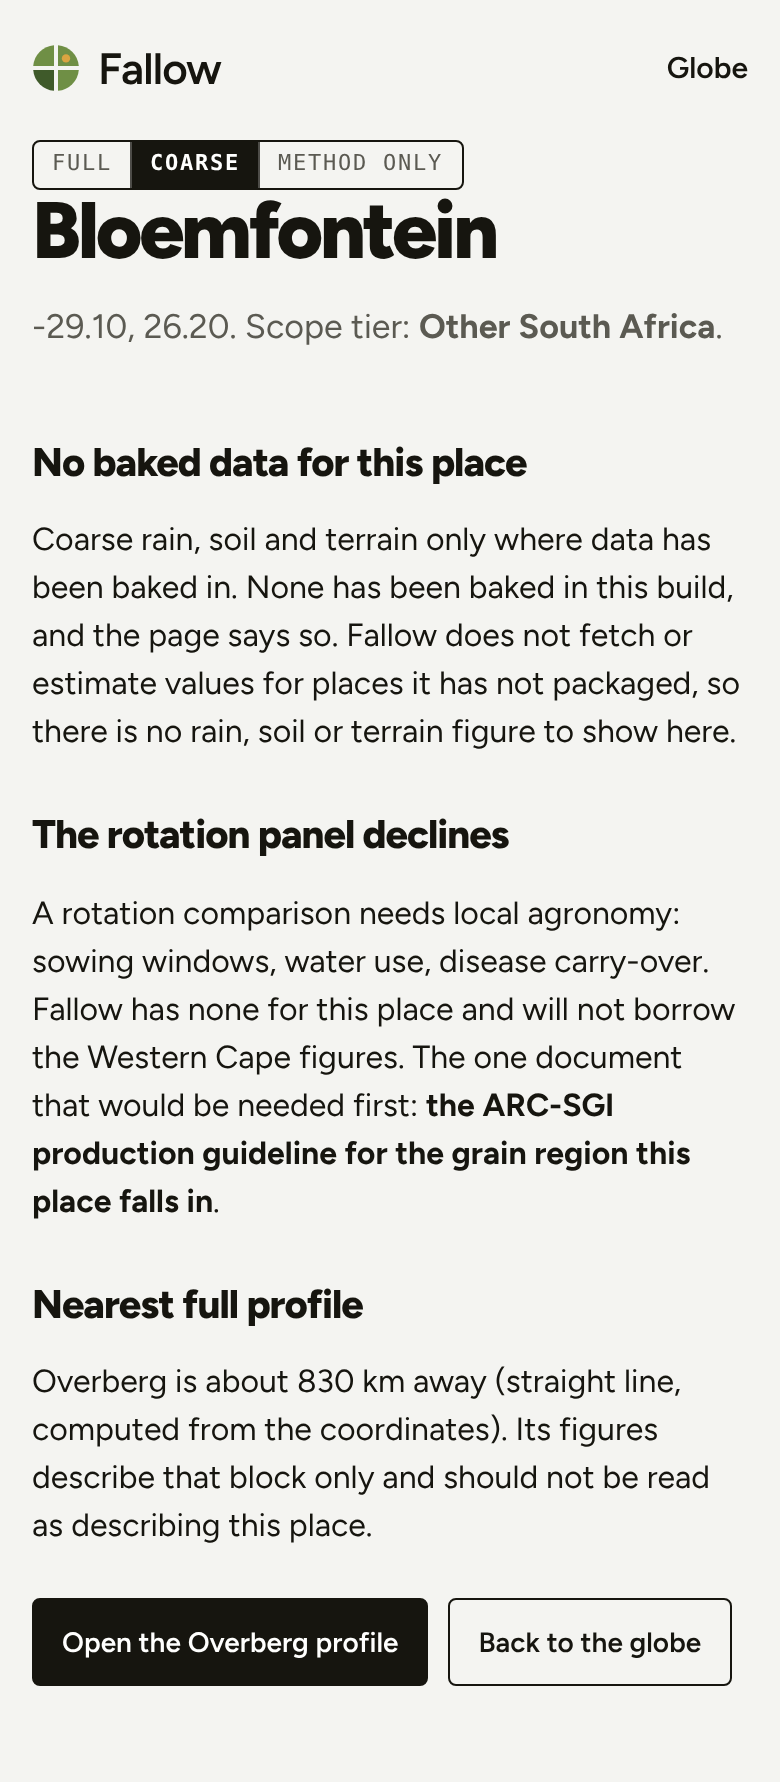 Fallow
Globe
FULL COARSE METHOD ONLY
Bloemfontein
-29.10, 26.20. Scope tier: Other South Africa.
No baked data for this place
Coarse rain, soil and terrain only where data has
been baked in. None has been baked in this build,
and the page says so. Fallow does not fetch or
estimate values for places it has not packaged, so
there is no rain, soil or terrain figure to show here.
The rotation panel declines
A rotation comparison needs local agronomy:
sowing windows, water use, disease carry-over.
Fallow has none for this place and will not borrow
the Western Cape figures. The one document
that would be needed first: the ARC-SGI
production guideline for the grain region this
place falls in.
Nearest full profile
Overberg is about 830 km away (straight line,
computed from the coordinates). Its figures
describe that block only and should not be read
as describing this place.
Open the Overberg profile
Back to the globe